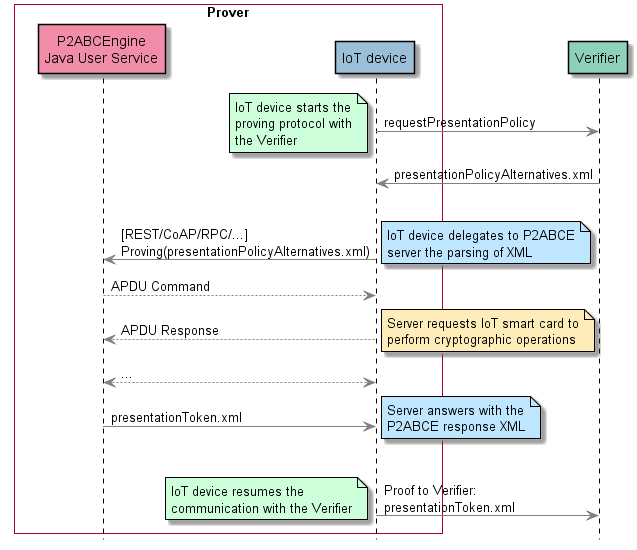 Prover
P2ABCEngine
Java User Service
IoT device
Verifier
IoT device starts the
proving protocol with
the Verifier
requestPresentationPolicy
presentationPolicyAlternatives.xml
[REST/CoAP/RPC/...]
Proving(presentationPolicyAlternatives.xml)
IoT device delegates to P2ABCE
server the parsing of XML
APDU Command
APDU Response
Server requests IoT smart card to
perform cryptographic operations
...
presentationToken.xml
Server answers with the
P2ABCE response XML
IoT device resumes the
communication with the Verifier
Proof to Verifier:
presentationToken.xml